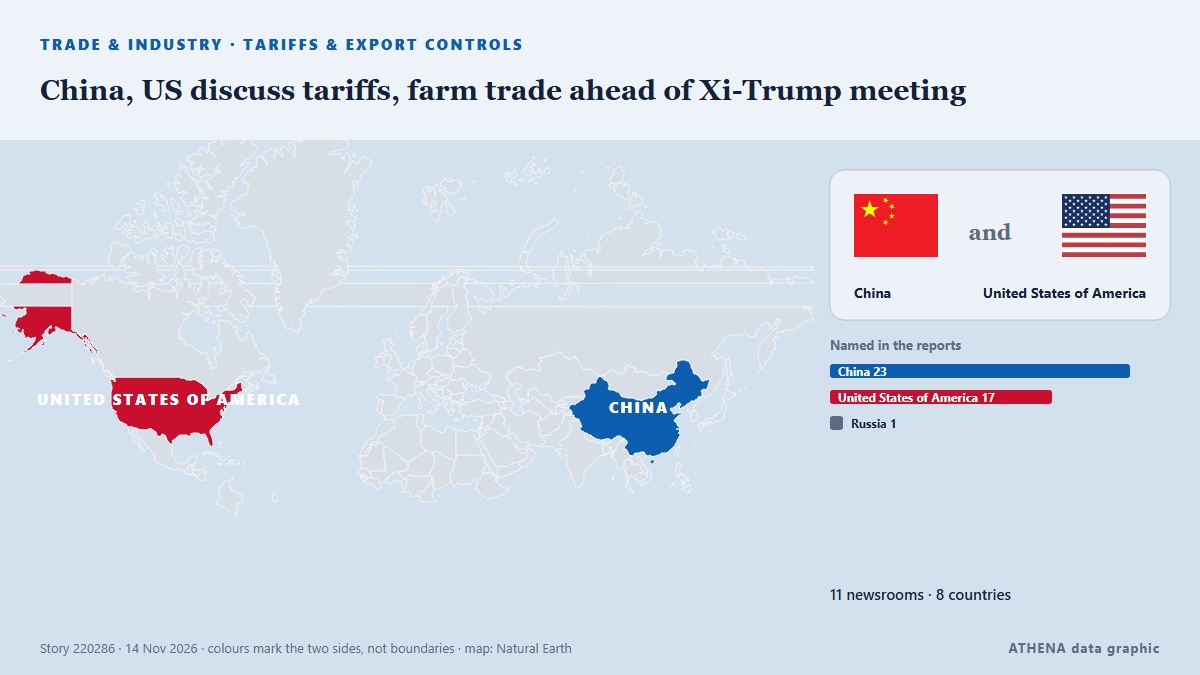 TRADE & INDUSTRY · TARIFFS & EXPORT CONTROLS
China, US discuss tariffs, farm trade ahead of Xi-Trump meeting
and
China
United States of America
Named in the reports
China 23
United States of America 17
Russia 1
UNITED STATES OF AMERICA
CHINA
11 newsrooms · 8 countries
Story 220286 · 14 Nov 2026 · colours mark the two sides, not boundaries · map: Natural Earth
ATHENA data graphic